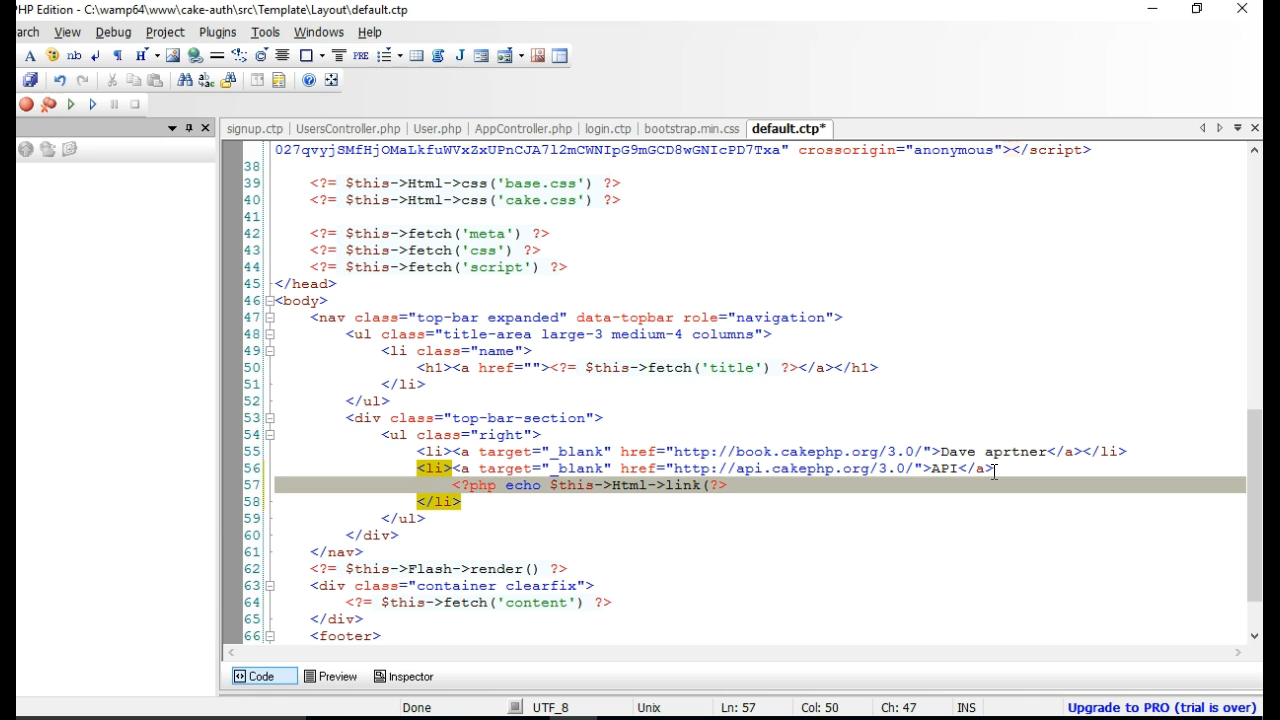 PHP Edition - C:\wamp64\www\cake-auth\src\Template\Layout\default.ctp
arch View Debug Project Plugins Tools Windows Help
A nb ¶ H PRE J
signup.ctp UsersController.php User.php AppController.php login.ctp bootstrap.min.css default.ctp*
027qvyjSMfHjOMaLkfuWVxZxUPnCJA7l2mCWNIpG9mGCD8wGNIcPD7Txa" crossorigin="anonymous"></script>
38
39 <?= $this->Html->css('base.css') ?>
40 <?= $this->Html->css('cake.css') ?>
41
42 <?= $this->fetch('meta') ?>
43 <?= $this->fetch('css') ?>
44 <?= $this->fetch('script') ?>
45 </head>
46 <body>
47 <nav class="top-bar expanded" data-topbar role="navigation">
48 <ul class="title-area large-3 medium-4 columns">
49 <li class="name">
50 <h1><a href=""><?= $this->fetch('title') ?></a></h1>
51 </li>
52 </ul>
53 <div class="top-bar-section">
54 <ul class="right">
55 <li><a target="_blank" href="http://book.cakephp.org/3.0/">Dave aprtner</a></li>
56 <li><a target="_blank" href="http://api.cakephp.org/3.0/">API</a>
57 <?php echo $this->Html->link(?>
58 </li>
59 </ul>
60 </div>
61 </nav>
62 <?= $this->Flash->render() ?>
63 <div class="container clearfix">
64 <?= $this->fetch('content') ?>
65 </div>
66 <footer>
Code Preview Inspector
Done UTF_8 Unix Ln: 57 Col: 50 Ch: 47 INS Upgrade to PRO (trial is over)